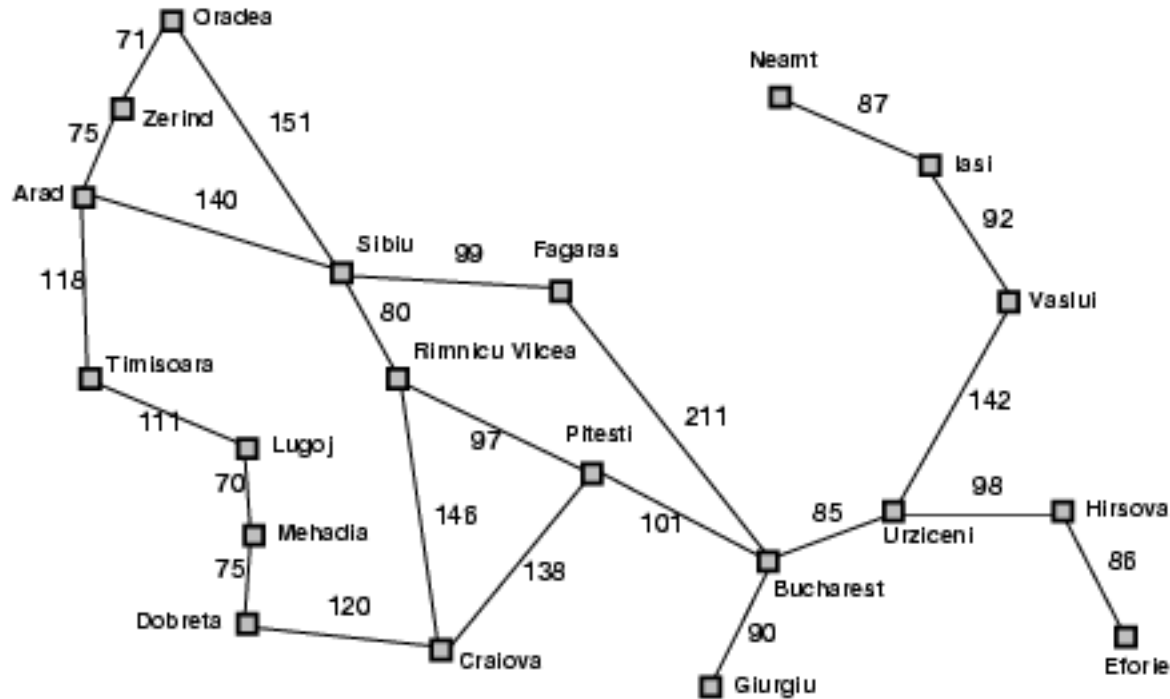 Oradea
71
Neamt
87
Zerind
151
75
Iasi
Arad
140
92
Sibiu
99
Fagaras
118
80
Vaslui
Timisoara
Rimnicu Vilcea
111
211
142
97
Pitesti
Lugoj
70
98
146
101
85
Hirsova
Mehadia
Urziceni
75
138
86
Bucharest
120
Dobreta
90
Craiova
Eforie
Giurgiu